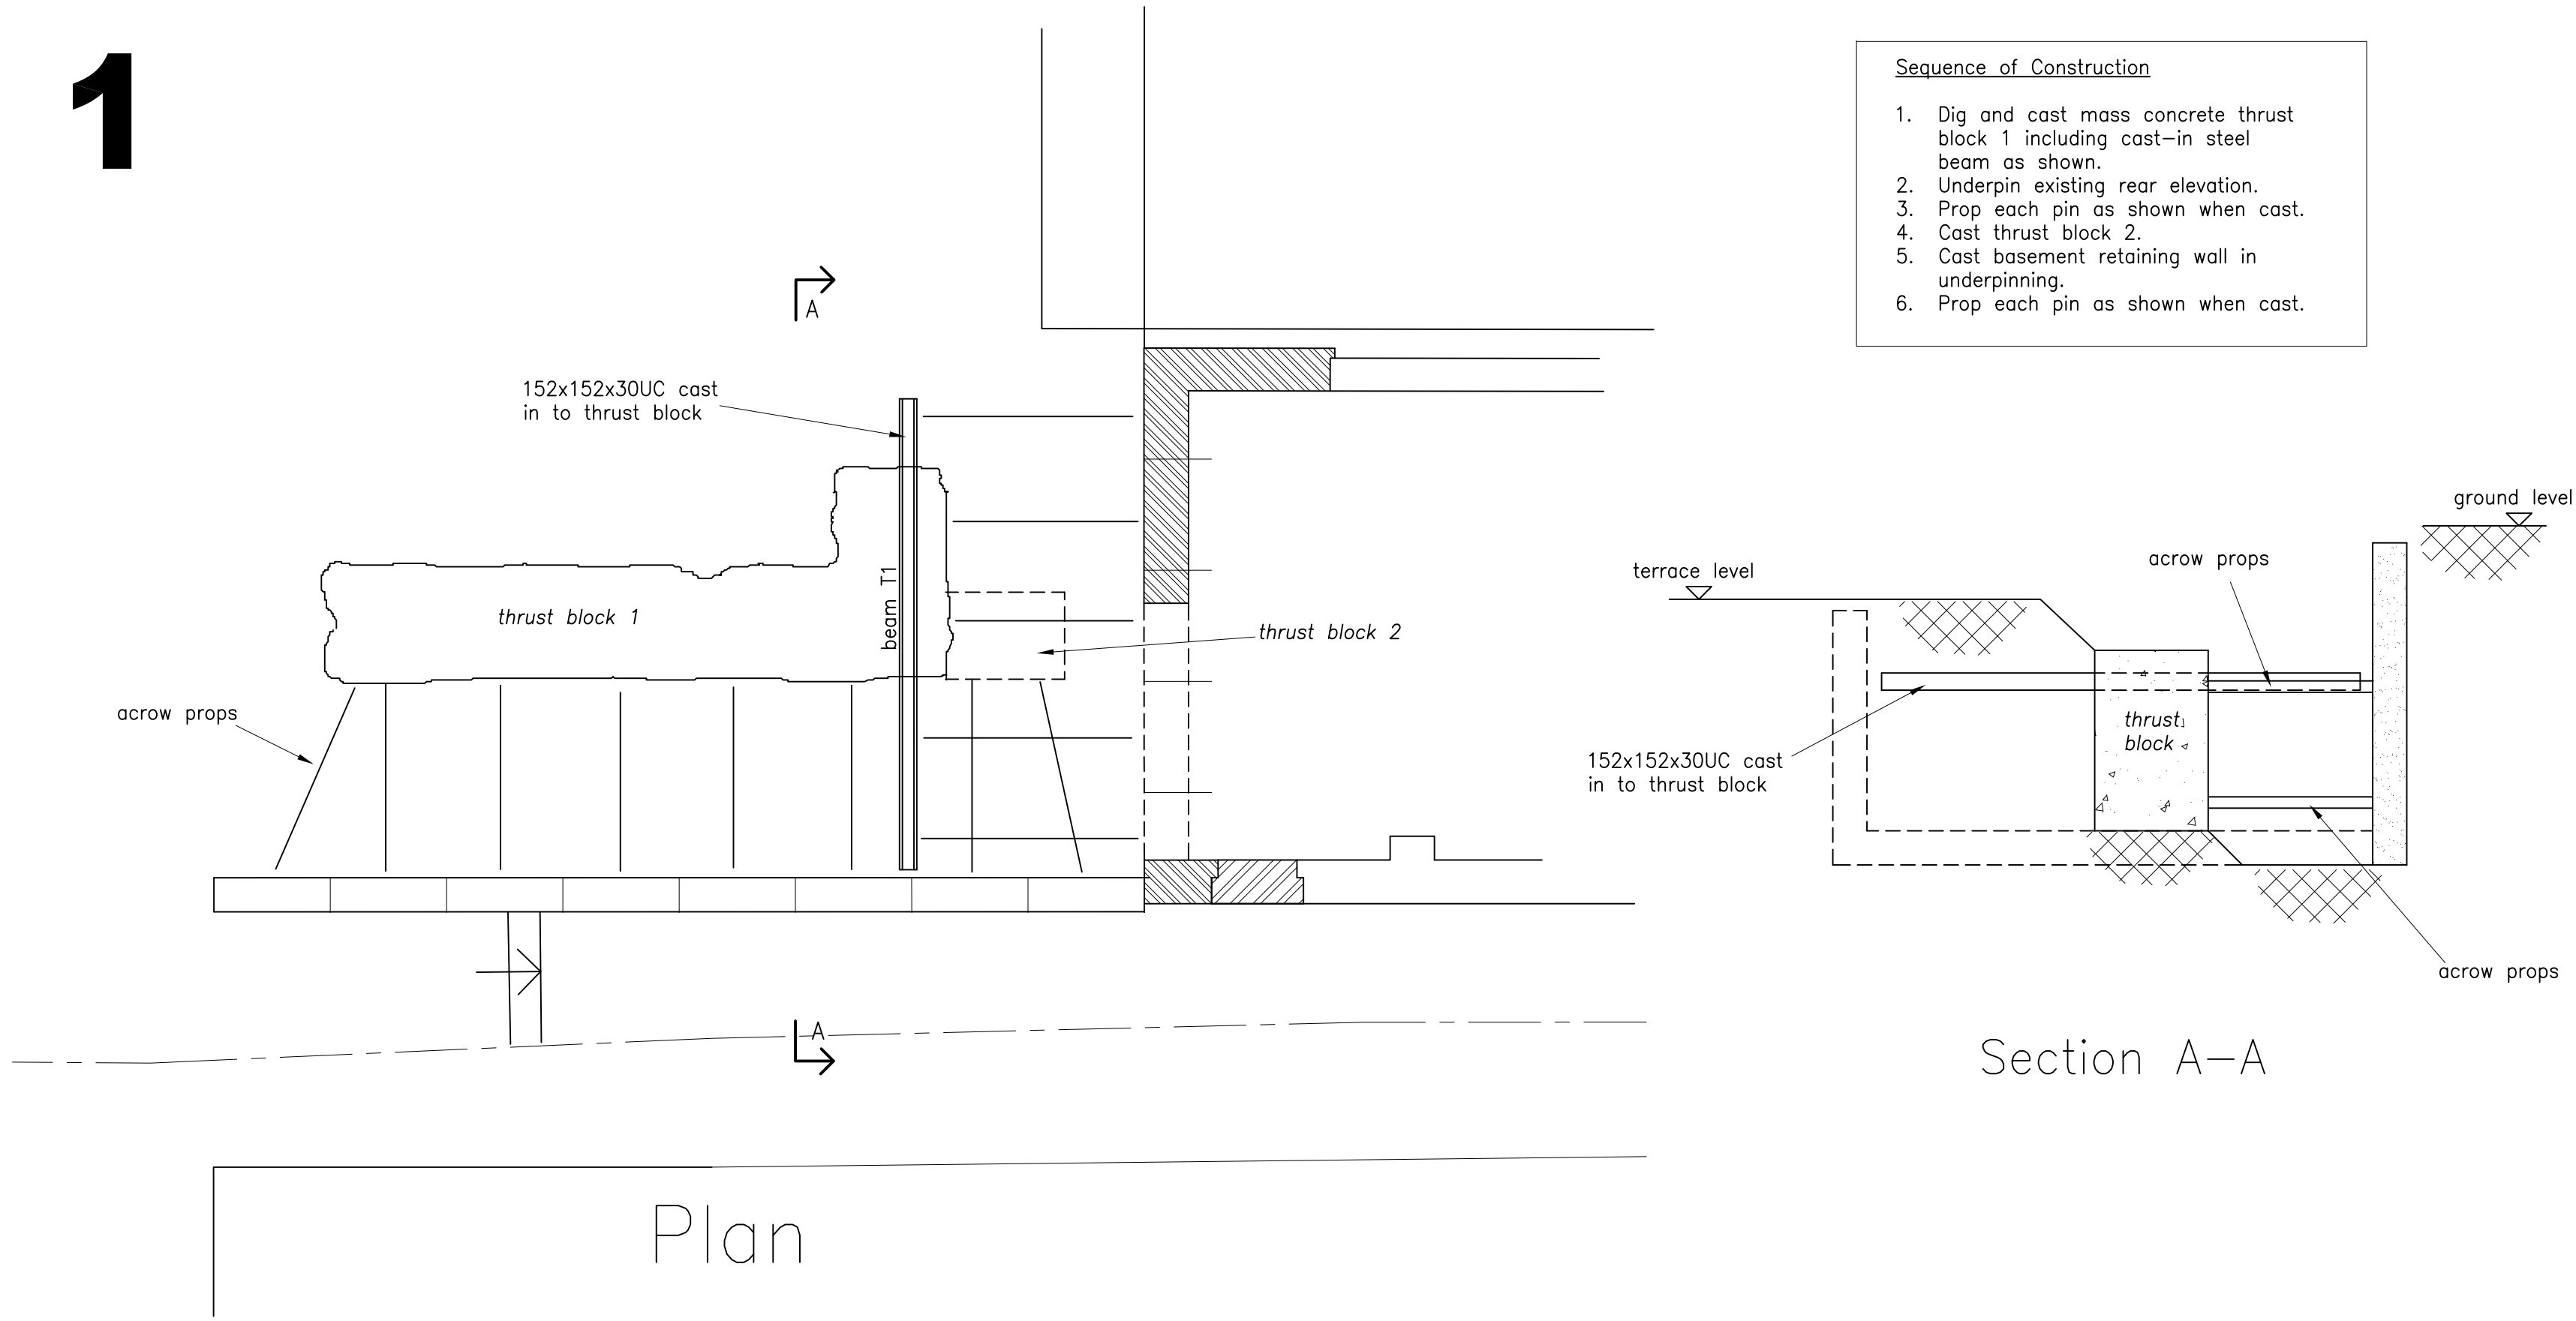 1
Sequence of Construction
1. Dig and cast mass concrete thrust
block 1 including cast-in steel
beam as shown.
2. Underpin existing rear elevation.
3. Prop each pin as shown when cast.
4. Cast thrust block 2.
5. Cast basement retaining wall in
underpinning.
6. Prop each pin as shown when cast.
A
152x152x30UC cast
in to thrust block
thrust block 1
beam T1
thrust block 2
acrow props
A
Plan
ground level
acrow props
terrace level
thrust
block
152x152x30UC cast
in to thrust block
acrow props
Section A-A